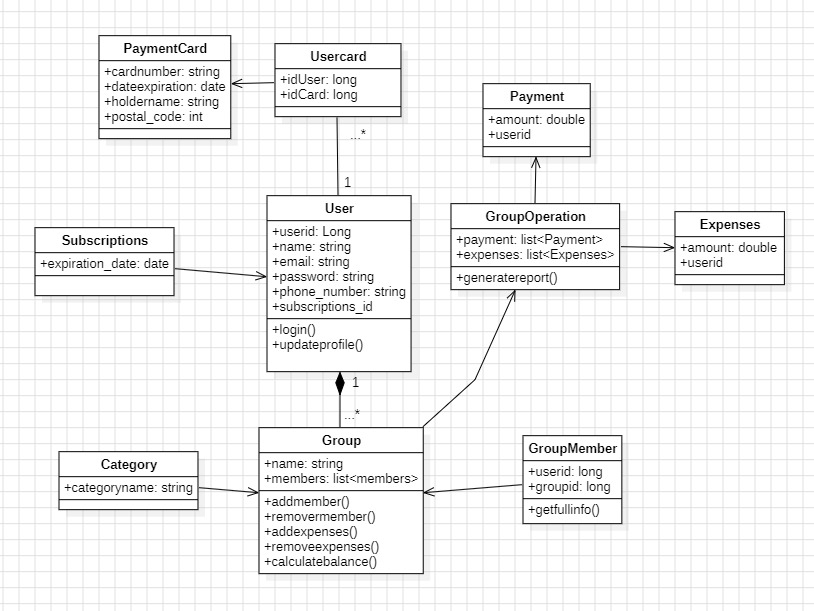 PaymentCard
+cardnumber: string
+dateexpiration: date
+holdername: string
+postal_code: int
Usercard
+idUser: long
+idCard: long
...*
1
Payment
+amount: double
+userid
User
+userid: Long
+name: string
+email: string
+password: string
+phone_number: string
+subscriptions_id
+login()
+updateprofile()
GroupOperation
+payment: list<Payment>
+expenses: list<Expenses>
+generatereport()
Expenses
+amount: double
+userid
Subscriptions
+expiration_date: date
1
...*
Group
+name: string
+members: list<members>
+addmember()
+removermember()
+addexpenses()
+removeexpenses()
+calculatebalance()
Category
+categoryname: string
GroupMember
+userid: long
+groupid: long
+getfullinfo()